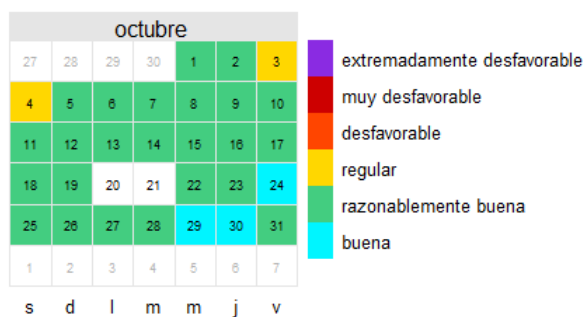 octubre
27 28 29 30 1 2 3
4 5 6 7 8 9 10
11 12 13 14 15 16 17
18 19 20 21 22 23 24
25 26 27 28 29 30 31
1 2 3 4 5 6 7
s d l m m j v
extremadamente desfavorable
muy desfavorable
desfavorable
regular
razonablemente buena
buena